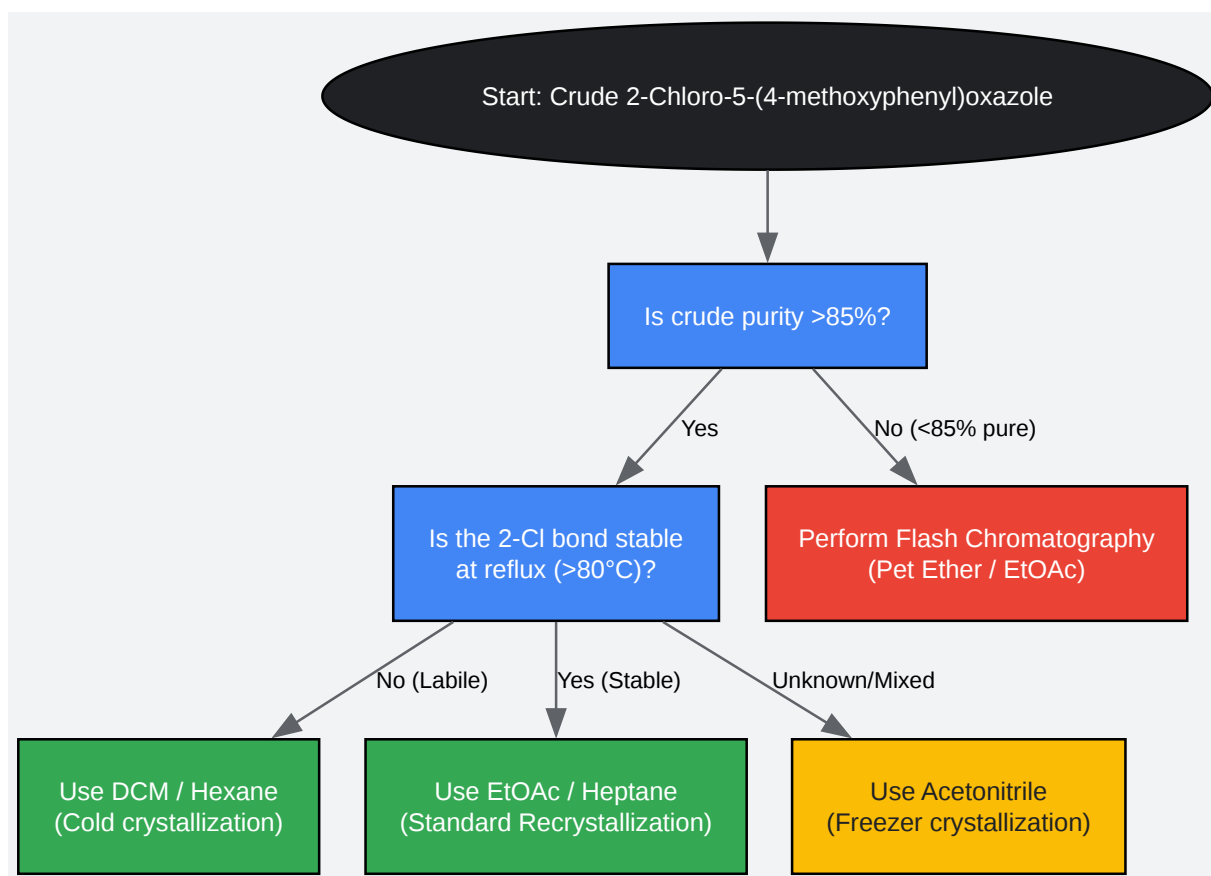 Start: Crude 2-Chloro-5-(4-methoxyphenyl)oxazole
Is crude purity >85%?
Yes
No (<85% pure)
Is the 2-Cl bond stable
at reflux (>80°C)?
Perform Flash Chromatography
(Pet Ether / EtOAc)
No (Labile)
Yes (Stable)
Unknown/Mixed
Use DCM / Hexane
(Cold crystallization)
Use EtOAc / Heptane
(Standard Recrystallization)
Use Acetonitrile
(Freezer crystallization)